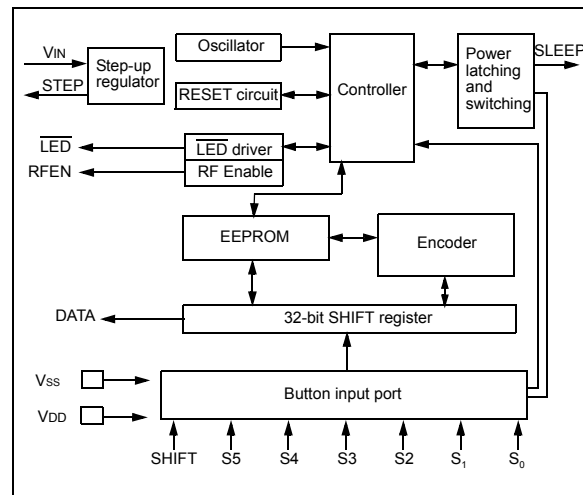 VIN
STEP
Step-up
regulator
Oscillator
RESET circuit
Controller
Power
latching
and
switching
SLEEP
LED
RFEN
LED driver
RF Enable
EEPROM
Encoder
DATA
32-bit SHIFT register
VSS
VDD
Button input port
SHIFT S5 S4 S3 S2 S1 S0